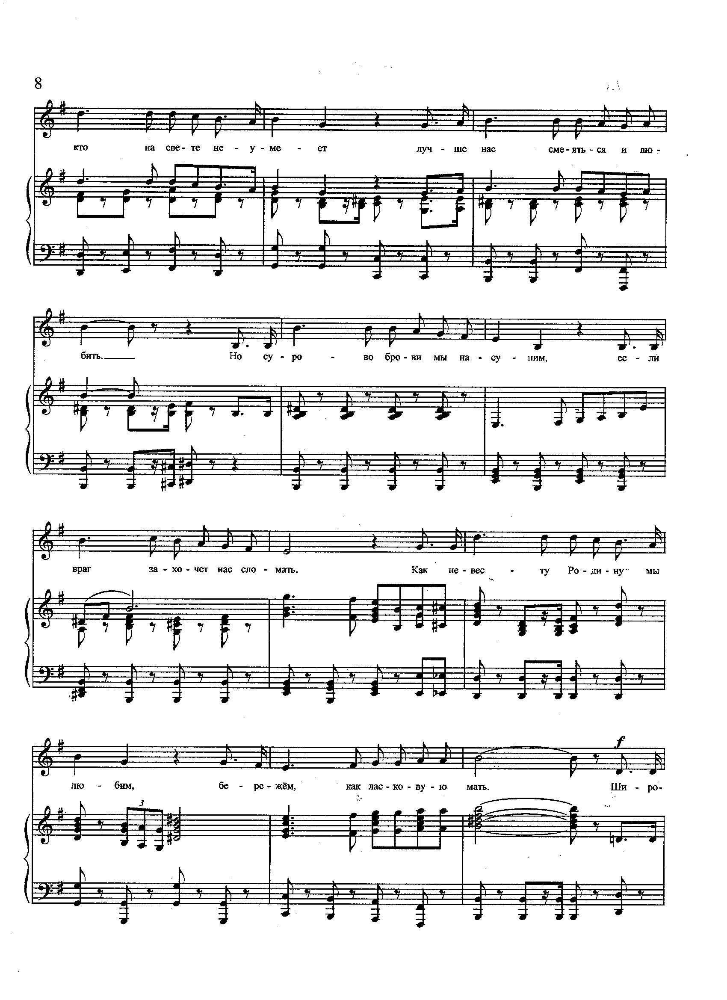 8
кто на све - те не - у - ме - ет луч - ше нас сме - ять - ся и лю -
бить. Но су - ро - во бро - ви мы на - су - пим, ес - ли
враг за - хо - чет нас сло - мать. Как не - вес - ту Ро - ди - ну мы
f
лю - бим, бе - ре - жём, как лас - ко - ву - ю мать. Ши - ро-
3